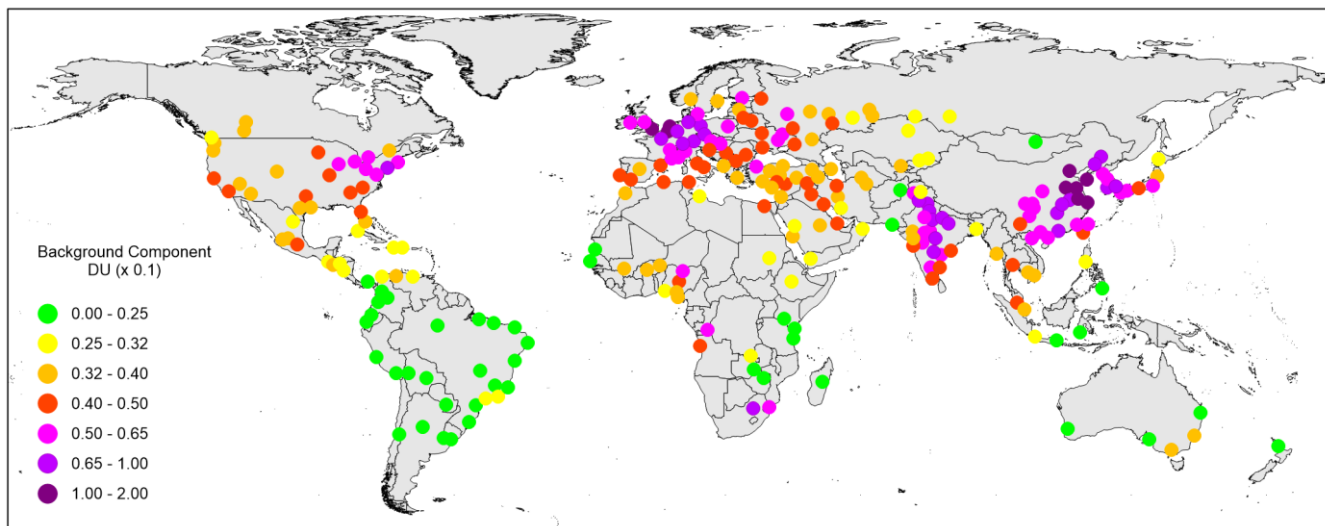 Background Component
DU (x 0.1)
0.00 - 0.25
0.25 - 0.32
0.32 - 0.40
0.40 - 0.50
0.50 - 0.65
0.65 - 1.00
1.00 - 2.00